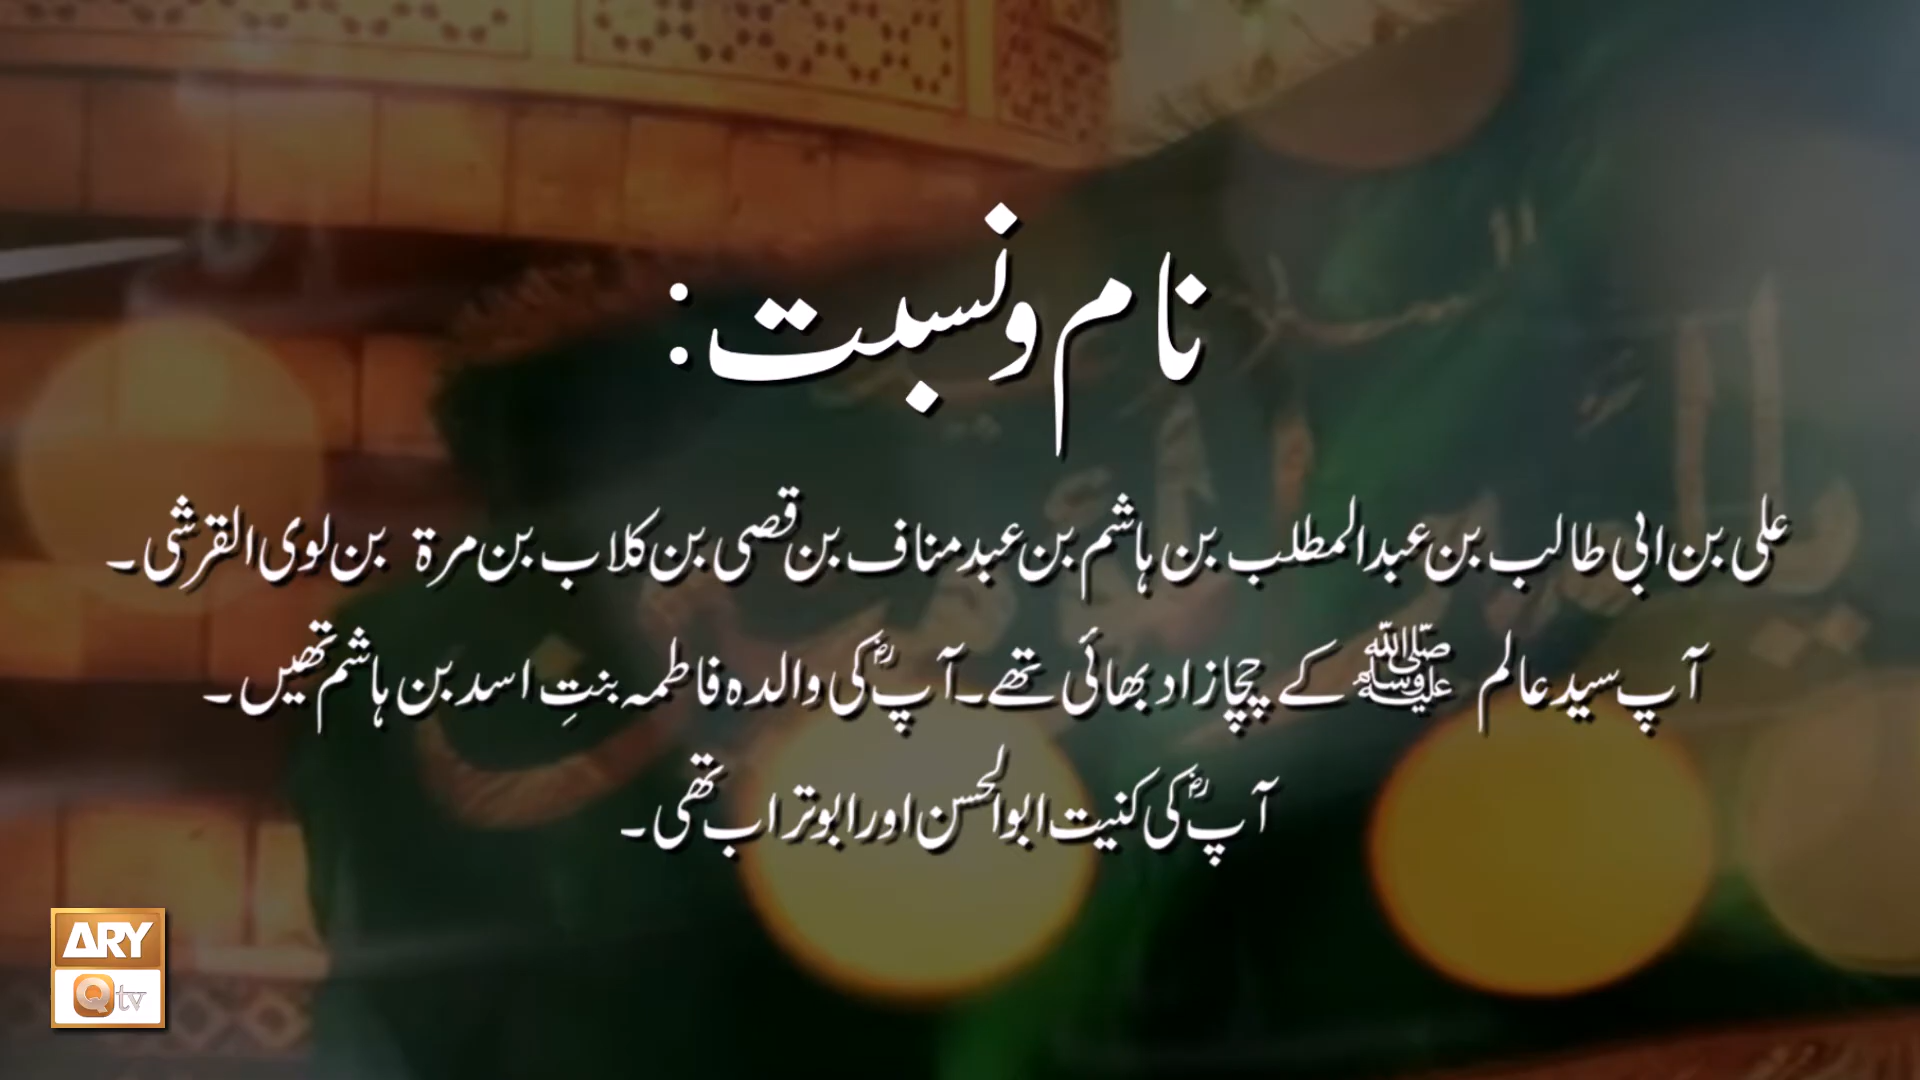 نام و نسبت:
علی بن ابی طالب بن عبدالمطلب بن ہاشم بن عبد مناف بن قصی بن کلاب بن مرۃ بن لوی القرشی۔
آپ سید عالم ﷺ کے چچازاد بھائی تھے۔ آپؓ کی والدہ فاطمہ بنتِ اسد بن ہاشم تھیں۔
آپؓ کی کنیت ابوالحسن اور ابوتراب تھی۔
ARY
Qtv